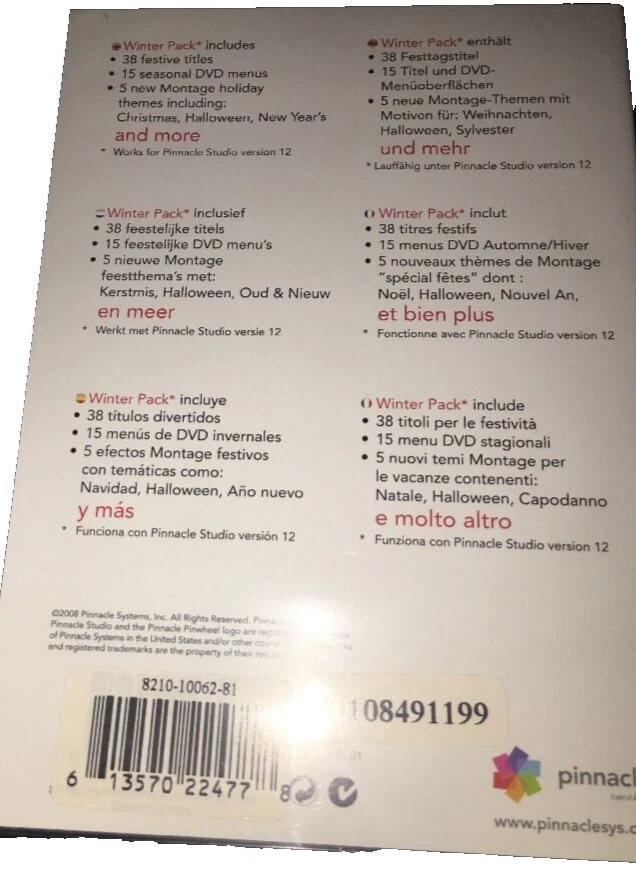 Winter Pack* includes
• 38 festive titles
• 15 seasonal DVD menus
• 5 new Montage holiday
themes including:
Christmas, Halloween, New Year's
and more
* Works for Pinnacle Studio version 12
Winter Pack* enthält
• 38 Festtagstitel
• 15 Titel und DVD-
Menüoberflächen
• 5 neue Montage-Themen mit
Motiven für: Weihnachten,
Halloween, Sylvester
und mehr
* Lauffähig unter Pinnacle Studio version 12
Winter Pack* inclusief
• 38 feestelijke titels
• 15 feestelijke DVD menu's
• 5 nieuwe Montage
feestthema's met:
Kerstmis, Halloween, Oud & Nieuw
en meer
* Werkt met Pinnacle Studio versie 12
Winter Pack* inclut
• 38 titres festifs
• 15 menus DVD Automne/Hiver
• 5 nouveaux thèmes de Montage
"spécial fêtes" dont :
Noël, Halloween, Nouvel An,
et bien plus
* Fonctionne avec Pinnacle Studio version 12
Winter Pack* incluye
• 38 títulos divertidos
• 15 menús de DVD invernales
• 5 efectos Montage festivos
con temáticas como:
Navidad, Halloween, Año nuevo
y más
* Funciona con Pinnacle Studio versión 12
Winter Pack* include
• 38 titoli per le festività
• 15 menu DVD stagionali
• 5 nuovi temi Montage per
le vacanze contenenti:
Natale, Halloween, Capodanno
e molto altro
* Funziona con Pinnacle Studio version 12
©2008 Pinnacle Systems, Inc. All Rights Reserved.
Pinnacle Studio and the Pinnacle Pinwheel logo are
of Pinnacle Systems in the United States and/or other
and registered trademarks are the property of their
8210-10062-81
6 13570 22477 8
108491199
pinnacl
www.pinnaclesys.c